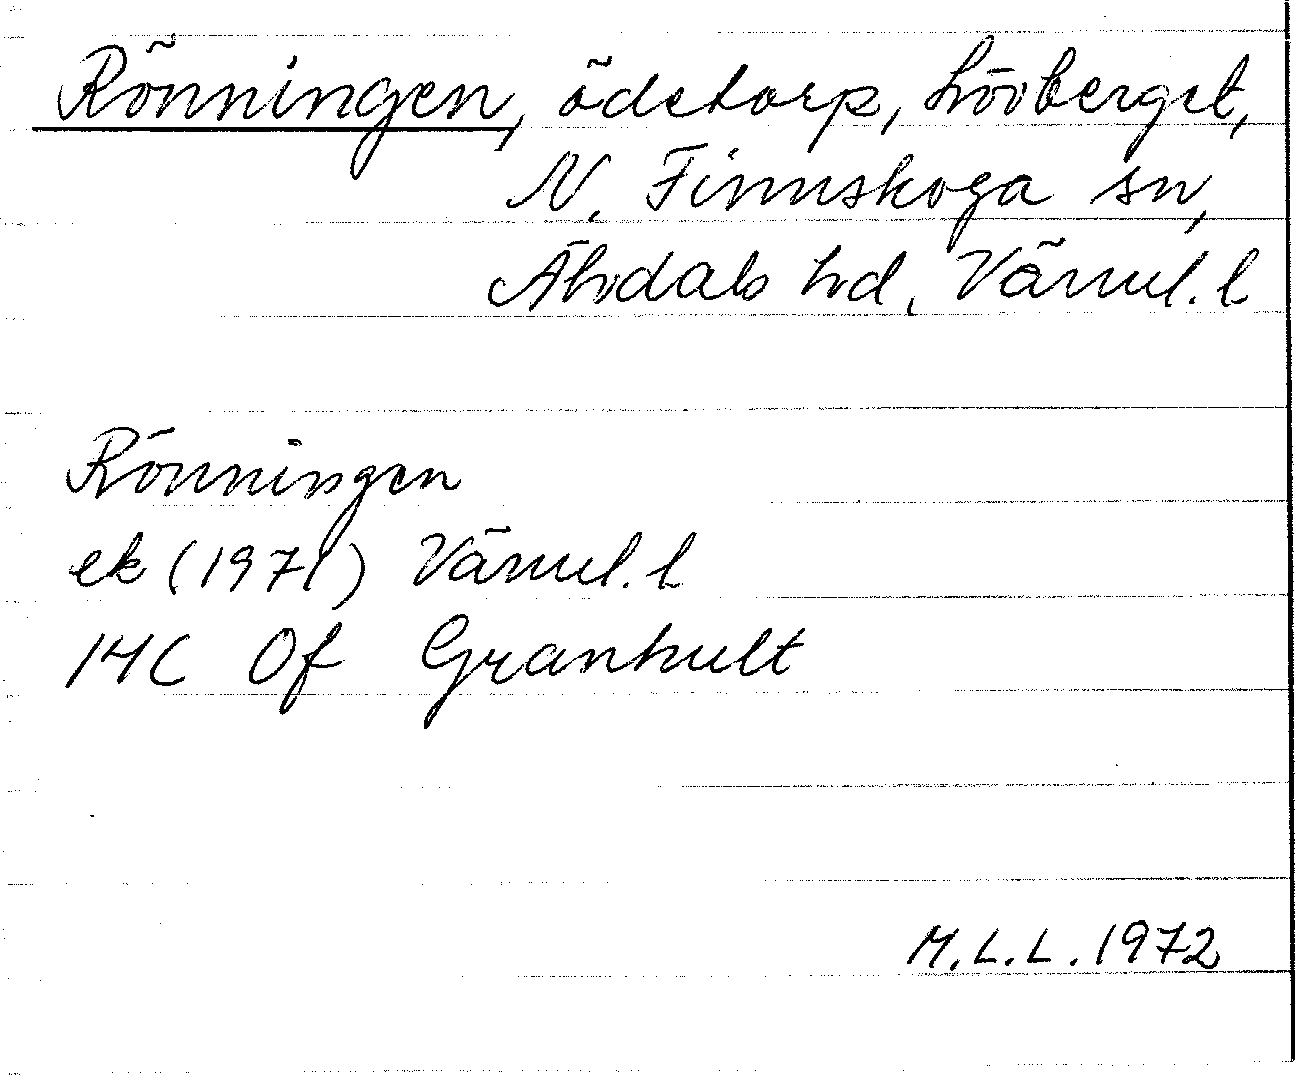 Rönningen, ödetorp, Lövberget,
N. Finnskoga sn,
Älvdals hd, Värml. l
Rönningen
ek (1971) Värml. l
14C Of Granhult
M.L.L. 1972